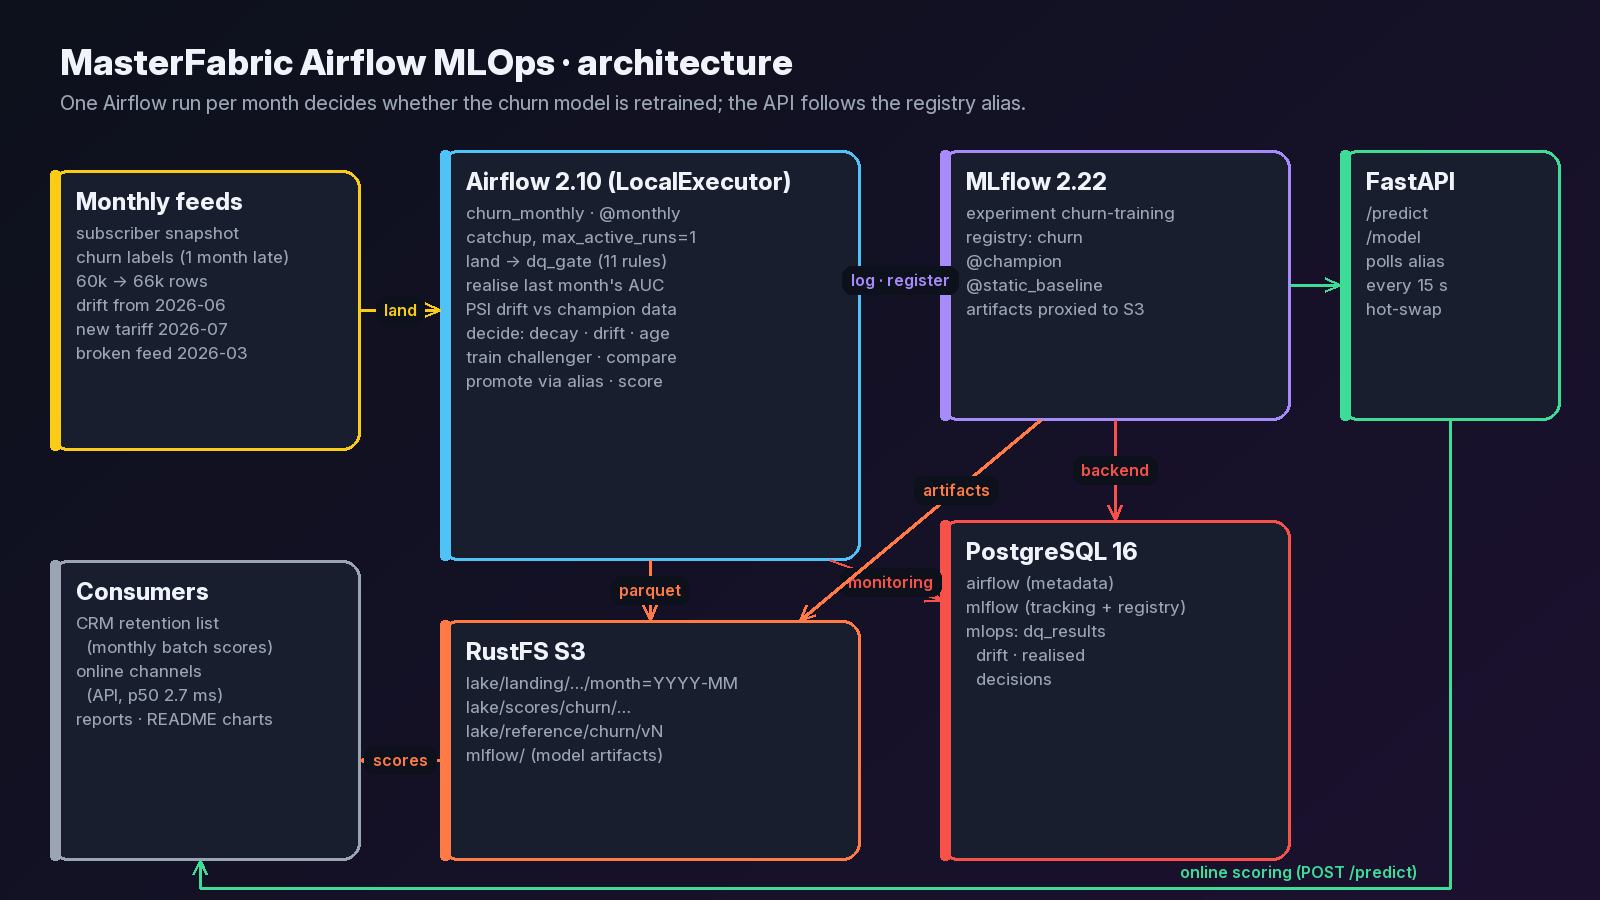 MasterFabric Airflow MLOps · architecture
One Airflow run per month decides whether the churn model is retrained; the API follows the registry alias.
Monthly feeds
subscriber snapshot
churn labels (1 month late)
60k → 66k rows
drift from 2026-06
new tariff 2026-07
broken feed 2026-03
land
Airflow 2.10 (LocalExecutor)
churn_monthly · @monthly
catchup, max_active_runs=1
land → dq_gate (11 rules)
realise last month's AUC
PSI drift vs champion data
decide: decay · drift · age
train challenger · compare
promote via alias · score
log · register
MLflow 2.22
experiment churn-training
registry: churn
@champion
@static_baseline
artifacts proxied to S3
FastAPI
/predict
/model
polls alias
every 15 s
hot-swap
artifacts
backend
parquet
monitoring
Consumers
CRM retention list
(monthly batch scores)
online channels
(API, p50 2.7 ms)
reports · README charts
scores
RustFS S3
lake/landing/.../month=YYYY-MM
lake/scores/churn/...
lake/reference/churn/vN
mlflow/ (model artifacts)
PostgreSQL 16
airflow (metadata)
mlflow (tracking + registry)
mlops: dq_results
drift · realised
decisions
online scoring (POST /predict)